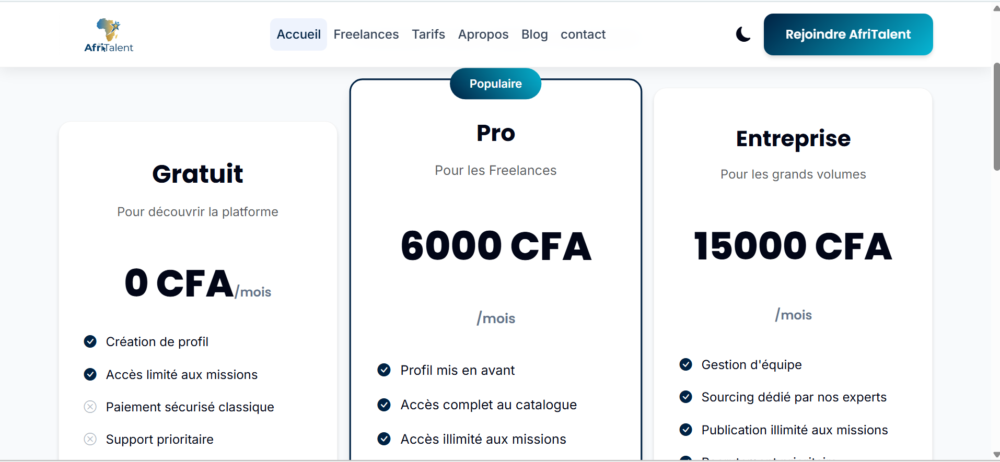 AfriTalent
Accueil Freelances Tarifs Apropos Blog contact
Rejoindre AfriTalent
Gratuit
Pour découvrir la platforme
0 CFA/mois
Création de profil
Accès limité aux missions
Paiement sécurisé classique
Support prioritaire
Populaire
Pro
Pour les Freelances
6000 CFA
/mois
Profil mis en avant
Accès complet au catalogue
Accès illimité aux missions
Entreprise
Pour les grands volumes
15000 CFA
/mois
Gestion d'équipe
Sourcing dédié par nos experts
Publication illimité aux missions